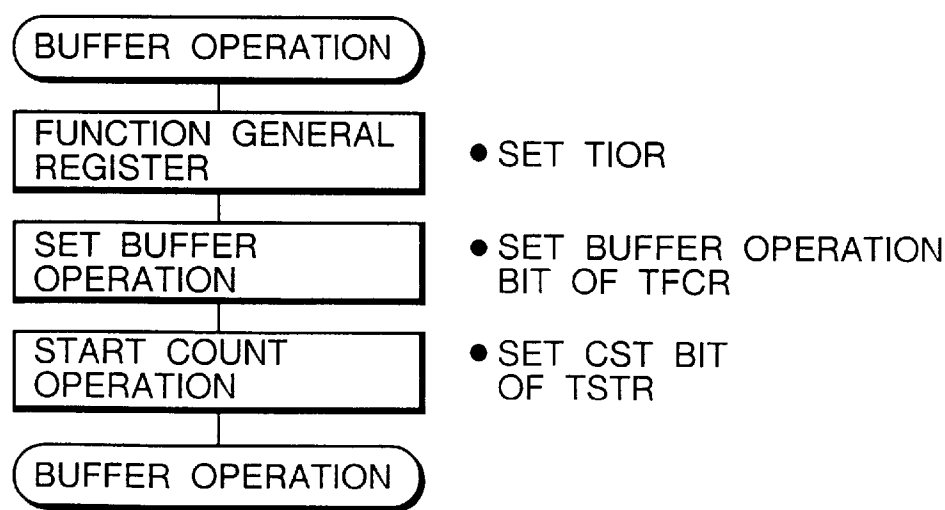 BUFFER OPERATION
FUNCTION GENERAL
REGISTER
● SET TIOR
SET BUFFER
OPERATION
● SET BUFFER OPERATION
BIT OF TFCR
START COUNT
OPERATION
● SET CST BIT
OF TSTR
BUFFER OPERATION